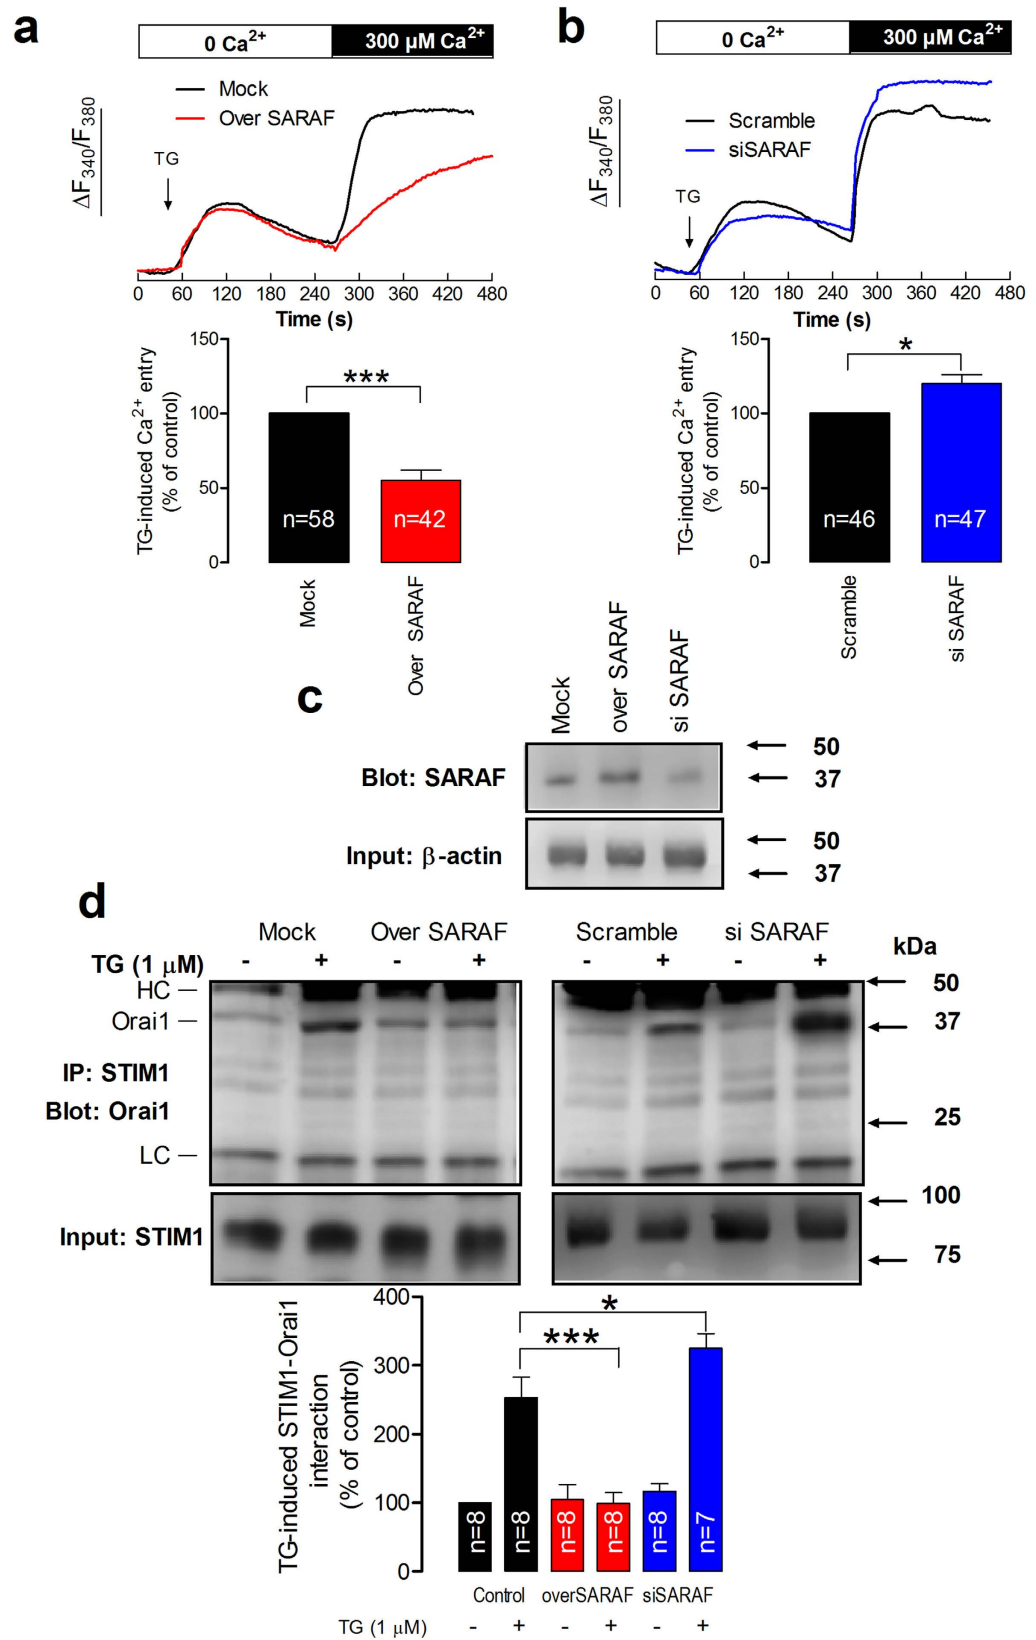 a
0 Ca²⁺
300 µM Ca²⁺
Mock
Over SARAF
TG
ΔF₃₄₀/F₃₈₀
0 60 120 180 240 300 360 420 480
Time (s)
TG-induced Ca²⁺ entry
(% of control)
150
100
50
0
***
n=58
n=42
Mock
Over SARAF
b
0 Ca²⁺
300 µM Ca²⁺
Scramble
siSARAF
TG
ΔF₃₄₀/F₃₈₀
0 60 120 180 240 300 360 420 480
Time (s)
TG-induced Ca²⁺ entry
(% of control)
150
100
50
0
*
n=46
n=47
Scramble
si SARAF
c
Mock
over SARAF
si SARAF
Blot: SARAF
50
37
Input: β-actin
50
37
d
Mock Over SARAF Scramble si SARAF
kDa
TG (1 µM) - + - + - + - +
HC
Orai1
IP: STIM1
Blot: Orai1
LC
50
37
25
Input: STIM1
100
75
TG-induced STIM1-Orai1
interaction
(% of control)
400
300
200
100
0
*
***
n=8
n=8
n=8
n=8
n=7
Control overSARAF siSARAF
TG (1 µM) - + - + - +